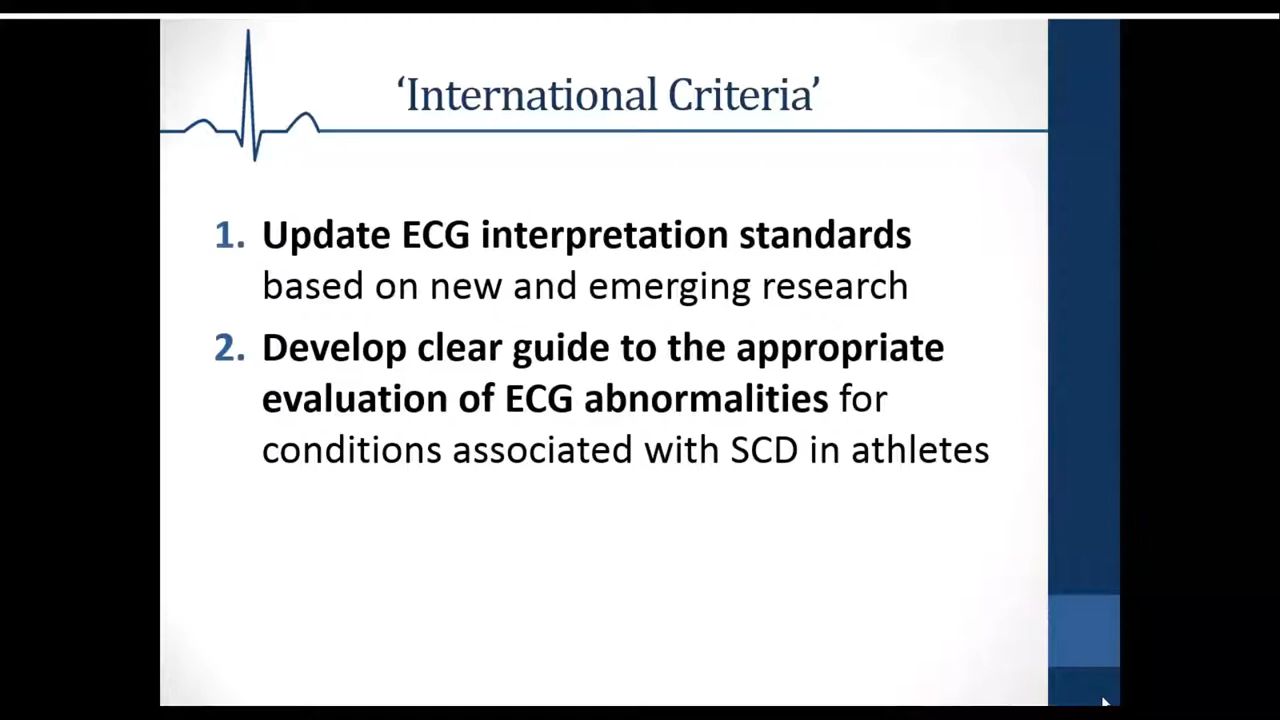 ‘International Criteria’
1. Update ECG interpretation standards
based on new and emerging research
2. Develop clear guide to the appropriate
evaluation of ECG abnormalities for
conditions associated with SCD in athletes